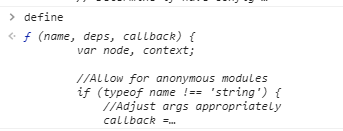 > define
<· ƒ (name, deps, callback) {
var node, context;
//Allow for anonymous modules
if (typeof name !== 'string') {
//Adjust args appropriately
callback =…